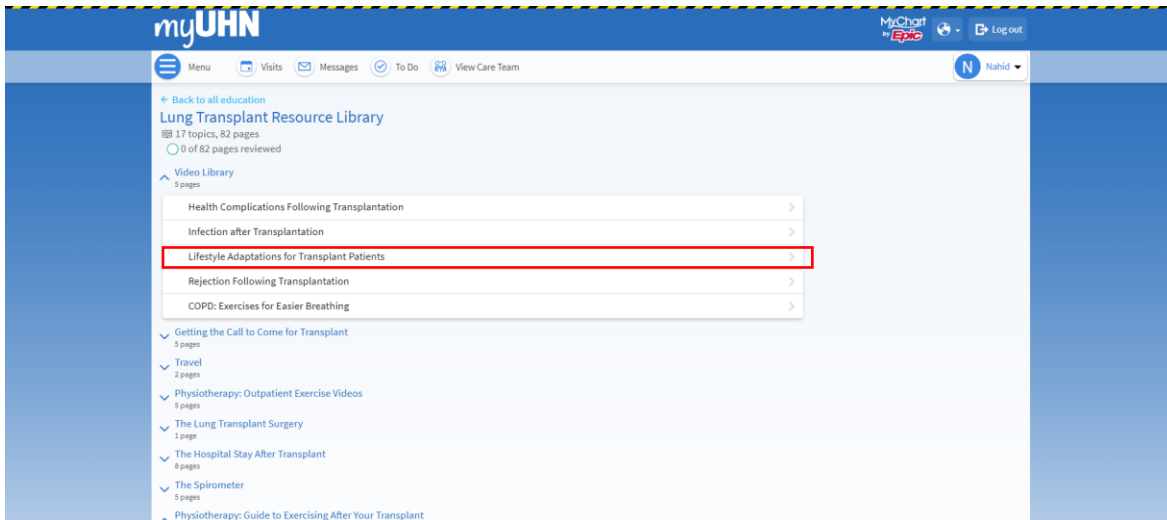 myUHN
MyChart by Epic
Log out
Menu Visits Messages To Do View Care Team
N Nahid
← Back to all education
Lung Transplant Resource Library
17 topics, 82 pages
0 of 82 pages reviewed
Video Library
5 pages
Health Complications Following Transplantation
Infection after Transplantation
Lifestyle Adaptations for Transplant Patients
Rejection Following Transplantation
COPD: Exercises for Easier Breathing
Getting the Call to Come for Transplant
5 pages
Travel
2 pages
Physiotherapy: Outpatient Exercise Videos
5 pages
The Lung Transplant Surgery
1 page
The Hospital Stay After Transplant
8 pages
The Spirometer
5 pages
Physiotherapy: Guide to Exercising After Your Transplant